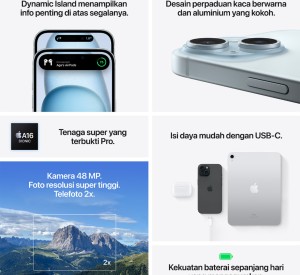 Dynamic Island menampilkan
info penting di atas segalanya.
Desain perpaduan kaca berwarna
dan aluminium yang kokoh.
A16
BIONIC
Tenaga super yang
terbukti Pro.
Isi daya mudah dengan USB-C.
Kamera 48 MP.
Foto resolusi super tinggi.
Telefoto 2x.
2x
Kekuatan baterai sepanjang hari